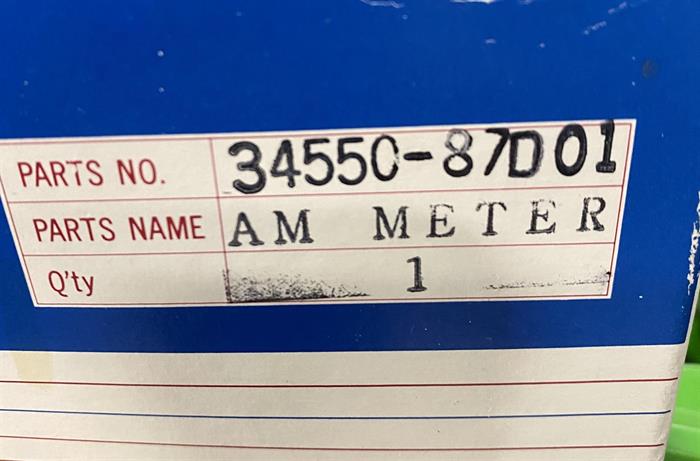 PARTS NO. 34550-87D01
PARTS NAME AM METER
Q'ty 1